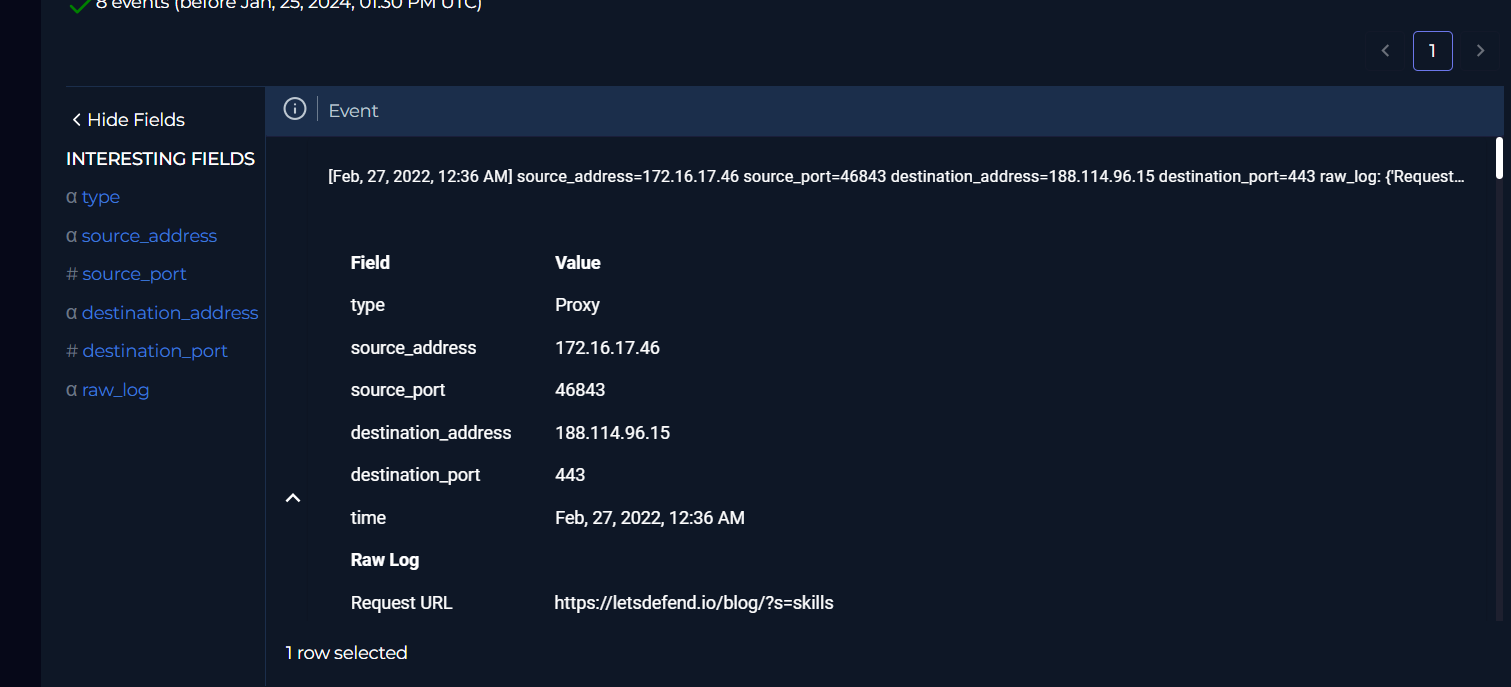 8 events (before Jan, 25, 2024, 01:30 PM UTC)
1
Hide Fields
INTERESTING FIELDS
α type
α source_address
# source_port
α destination_address
# destination_port
α raw_log
Event
[Feb, 27, 2022, 12:36 AM] source_address=172.16.17.46 source_port=46843 destination_address=188.114.96.15 destination_port=443 raw_log: {'Request...
Field Value
type Proxy
source_address 172.16.17.46
source_port 46843
destination_address 188.114.96.15
destination_port 443
time Feb, 27, 2022, 12:36 AM
Raw Log
Request URL https://letsdefend.io/blog/?s=skills
1 row selected